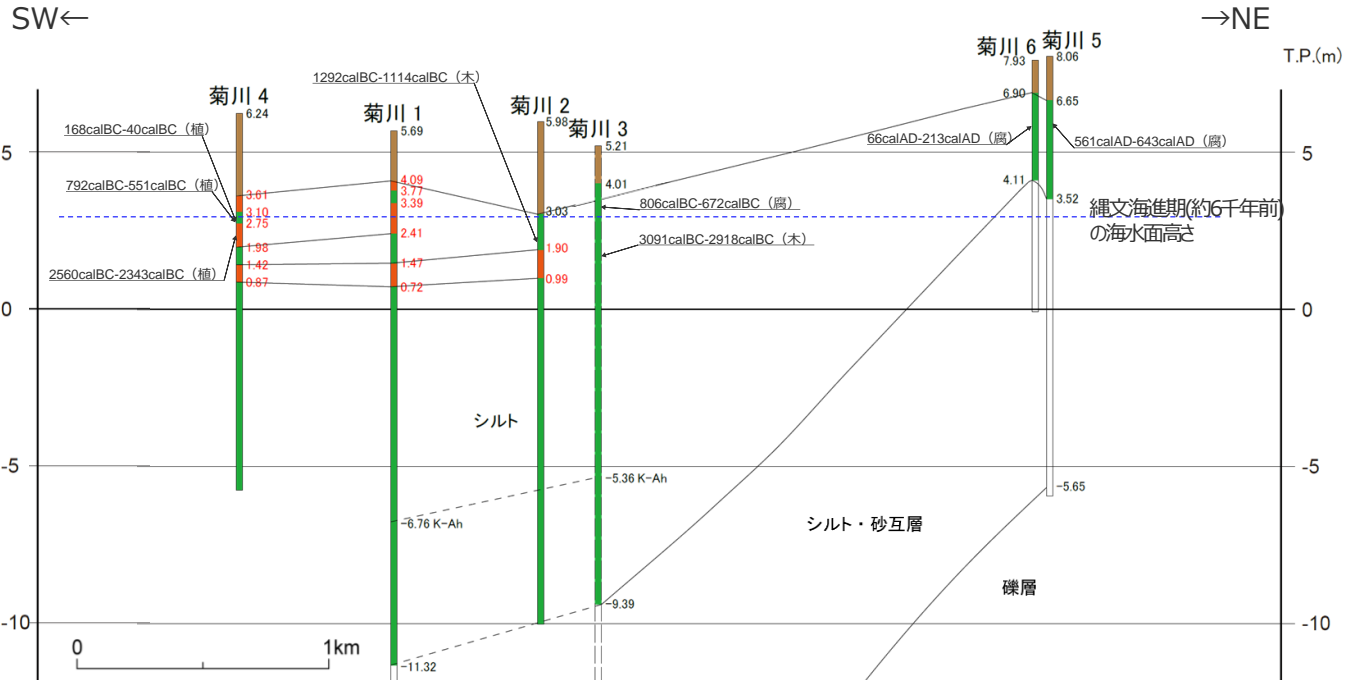 SW←
→NE
菊川 6
菊川 5
7.93
8.06
T.P.(m)
1292calBC-1114calBC（木）
菊川 4
6.24
菊川 1
5.69
菊川 2
5.98
菊川 3
5.21
6.90
6.65
168calBC-40calBC（植）
66calAD-213calAD（腐）
561calAD-643calAD（腐）
5
5
792calBC-551calBC（植）
3.61
3.10
2.75
4.09
3.77
3.39
3.03
4.01
4.11
3.52
806calBC-672calBC（腐）
縄文海進期(約6千年前)
の海水面高さ
3091calBC-2918calBC（木）
2560calBC-2343calBC（植）
1.98
1.42
0.87
2.41
1.47
0.72
1.90
0.99
0
0
シルト
-5
-5
-5.36 K-Ah
-5.65
-6.76 K-Ah
シルト・砂互層
礫層
-9.39
-10
-10
-11.32
0
1km